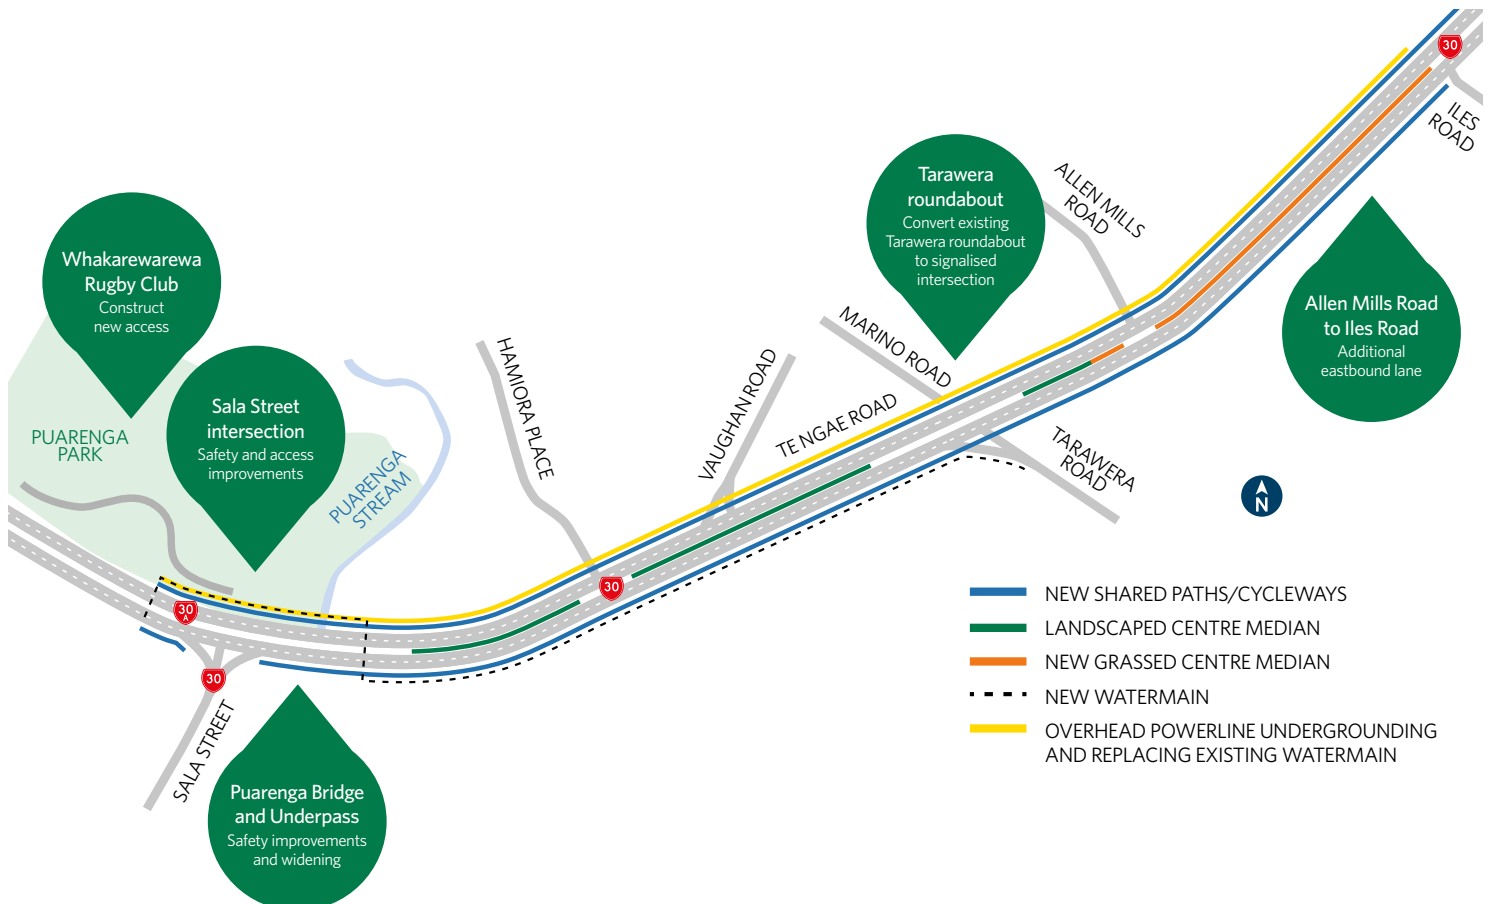 30
ILES
ROAD
ALLEN MILLS
ROAD
Tarawera
roundabout
Convert existing
Tarawera roundabout
to signalised
intersection
Whakarewarewa
Rugby Club
Construct
new access
Allen Mills Road
to Iles Road
Additional
eastbound lane
MARINO ROAD
HAMIORA PLACE
VAUGHAN ROAD
TE NGAE ROAD
Sala Street
intersection
Safety and access
improvements
PUARENGA
PARK
PUARENGA
STREAM
TARAWERA
ROAD
N
30
30
A
30
SALA STREET
Puarenga Bridge
and Underpass
Safety improvements
and widening
NEW SHARED PATHS/CYCLEWAYS
LANDSCAPED CENTRE MEDIAN
NEW GRASSED CENTRE MEDIAN
NEW WATERMAIN
OVERHEAD POWERLINE UNDERGROUNDING
AND REPLACING EXISTING WATERMAIN